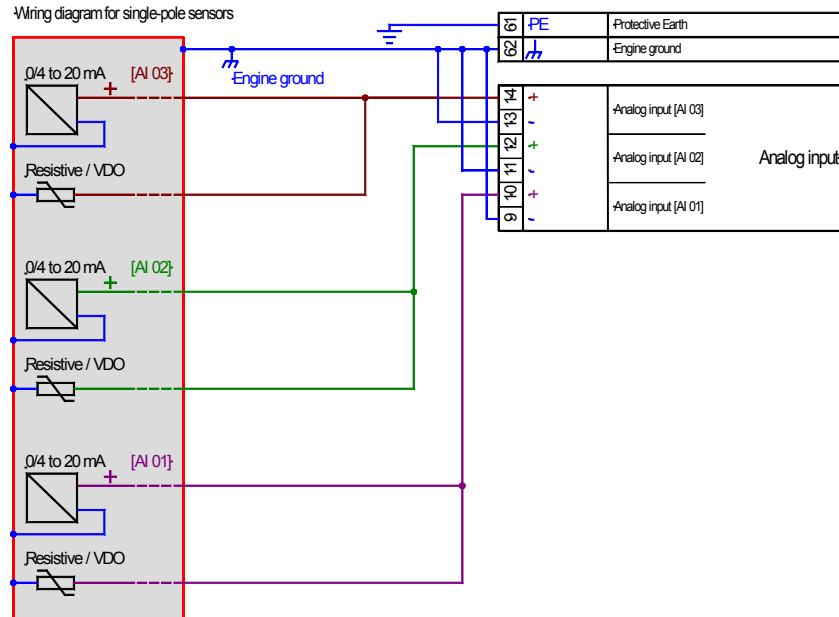 Wiring diagram for single-pole sensors
61 PE Protective Earth
62 Engine ground
0/4 to 20 mA [AI 03]
+
Engine ground
14 +
13 -
Analog input [AI 03]
12 +
11 -
Analog input [AI 02]
Analog input
10 +
9 -
Analog input [AI 01]
Resistive / VDO
0/4 to 20 mA [AI 02]
+
Resistive / VDO
0/4 to 20 mA [AI 01]
+
Resistive / VDO